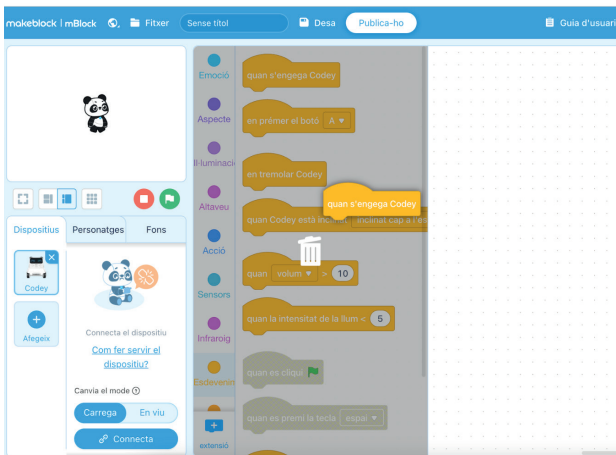 makeblock | mBlock Fitxer Sense títol Desa Publica-ho Guia d'usuari
Emoció
Aspecte
Il·luminaci
Altaveu
Acció
Sensors
Infraroig
Esdevenim
extensió
quan s'engega Codey
en prémer el botó A
en tremolar Codey
quan s'engega Codey
quan Codey està inclinat inclinat cap a l'es
quan volum > 10
quan la intensitat de la llum < 5
quan es cliqui
quan es premi la tecla espai
Dispositius Personatges Fons
Codey
Afegeix
Connecta el dispositiu
Com fer servir el
dispositiu?
Canvia el mode
Carrega En viu
Connecta